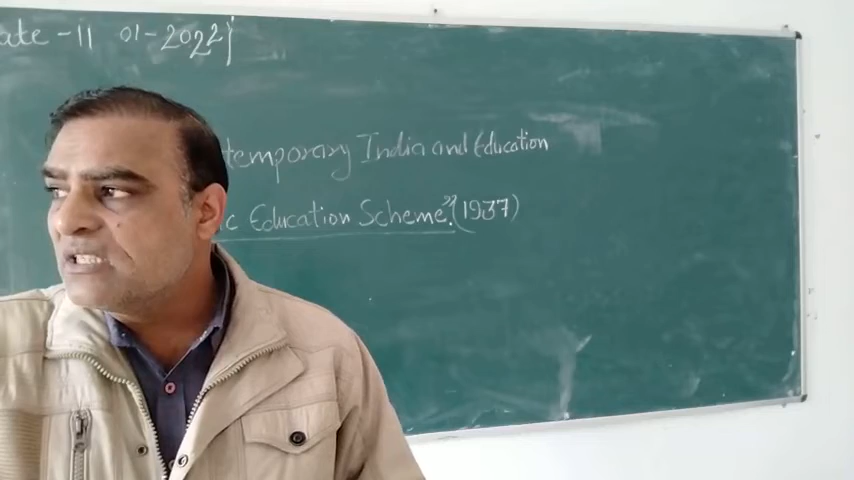 ate - 11 01 - 2022}
temporary India and Education
c Education Scheme." (1937)